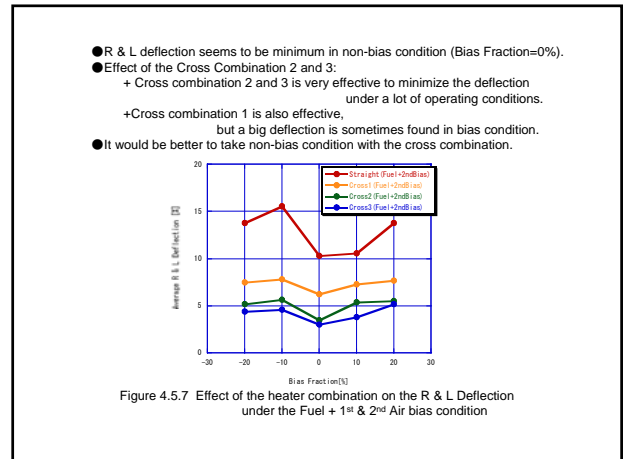 ●R & L deflection seems to be minimum in non-bias condition (Bias Fraction=0%).
●Effect of the Cross Combination 2 and 3:
+ Cross combination 2 and 3 is very effective to minimize the deflection
under a lot of operating conditions.
+Cross combination 1 is also effective,
but a big deflection is sometimes found in bias condition.
●It would be better to take non-bias condition with the cross combination.
Average R & L Deflection [%]
20
15
10
5
0
Straight(Fuel+2ndBias)
Cross1(Fuel+2ndBias)
Cross2(Fuel+2ndBias)
Cross3(Fuel+2ndBias)
-30 -20 -10 0 10 20 30
Bias Fraction[%]
Figure 4.5.7 Effect of the heater combination on the R & L Deflection
under the Fuel + 1st & 2nd Air bias condition